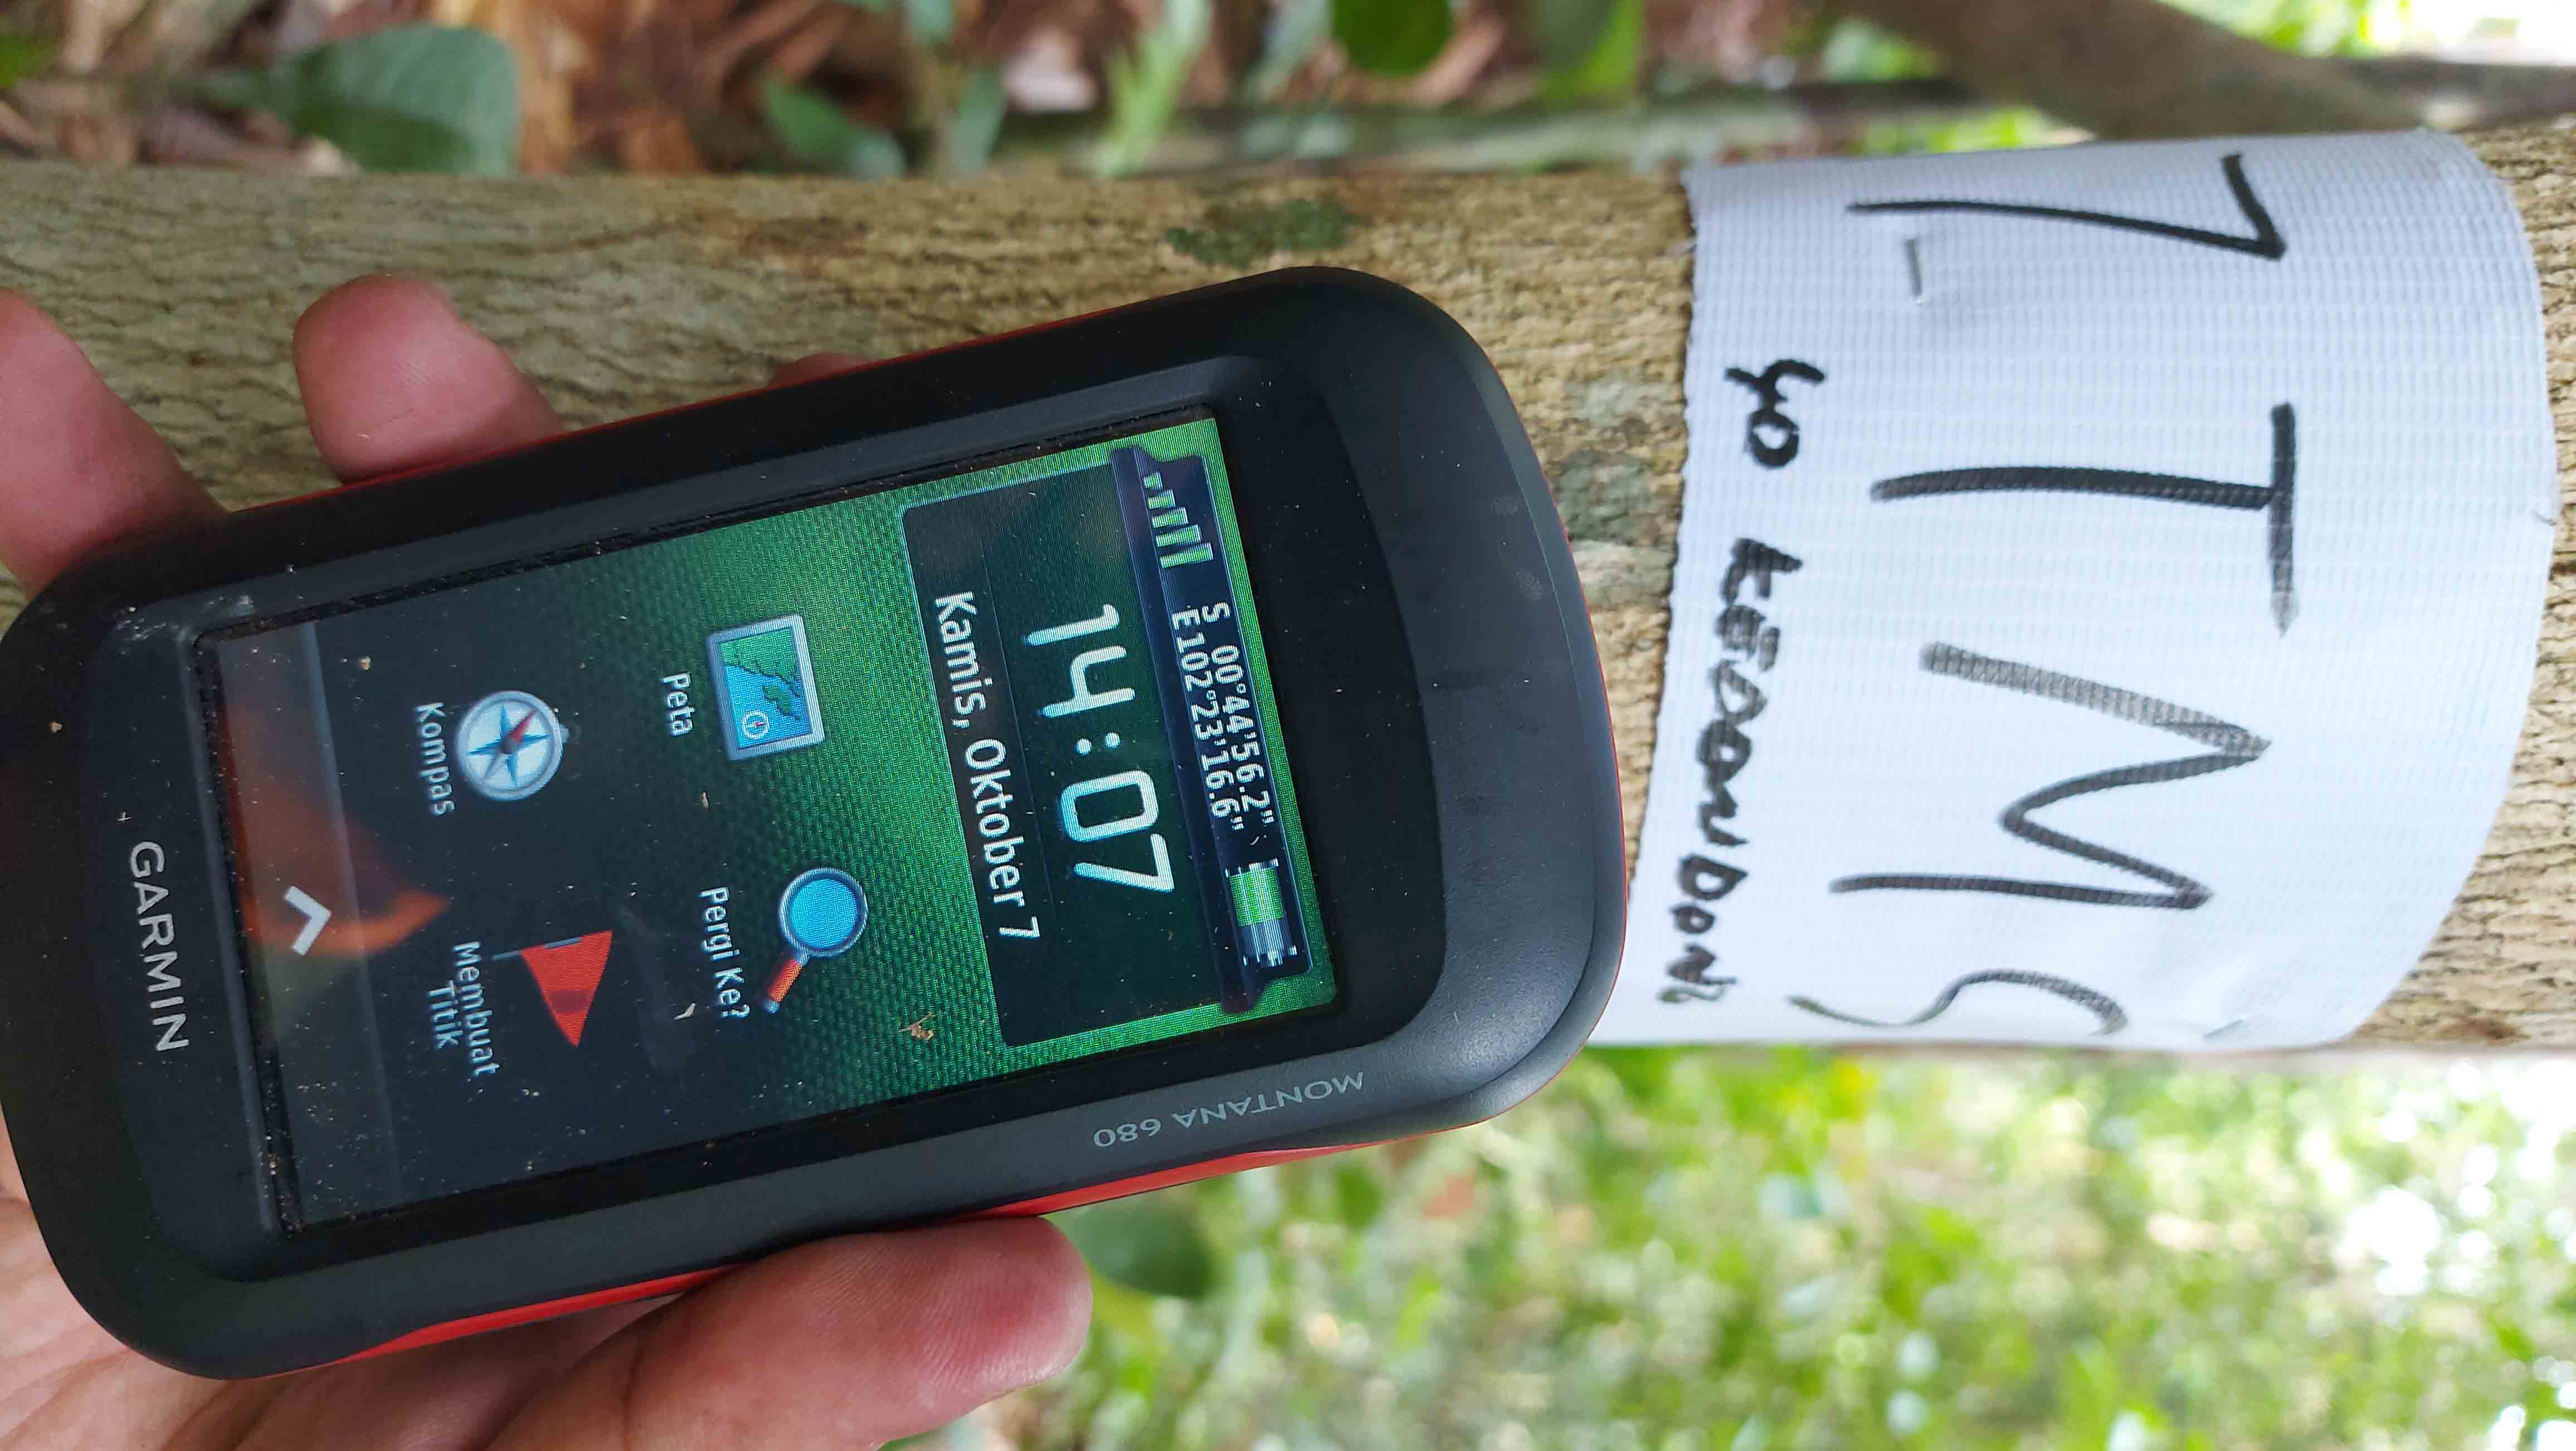 7 TMS
40 KEDONDONG
MONTANA 680
S 00°44'56.2"
E102°23'16.6"
14:07
Kamis, Oktober 7
Peta
Pergi Ke?
Kompas
Membuat
Titik
GARMIN